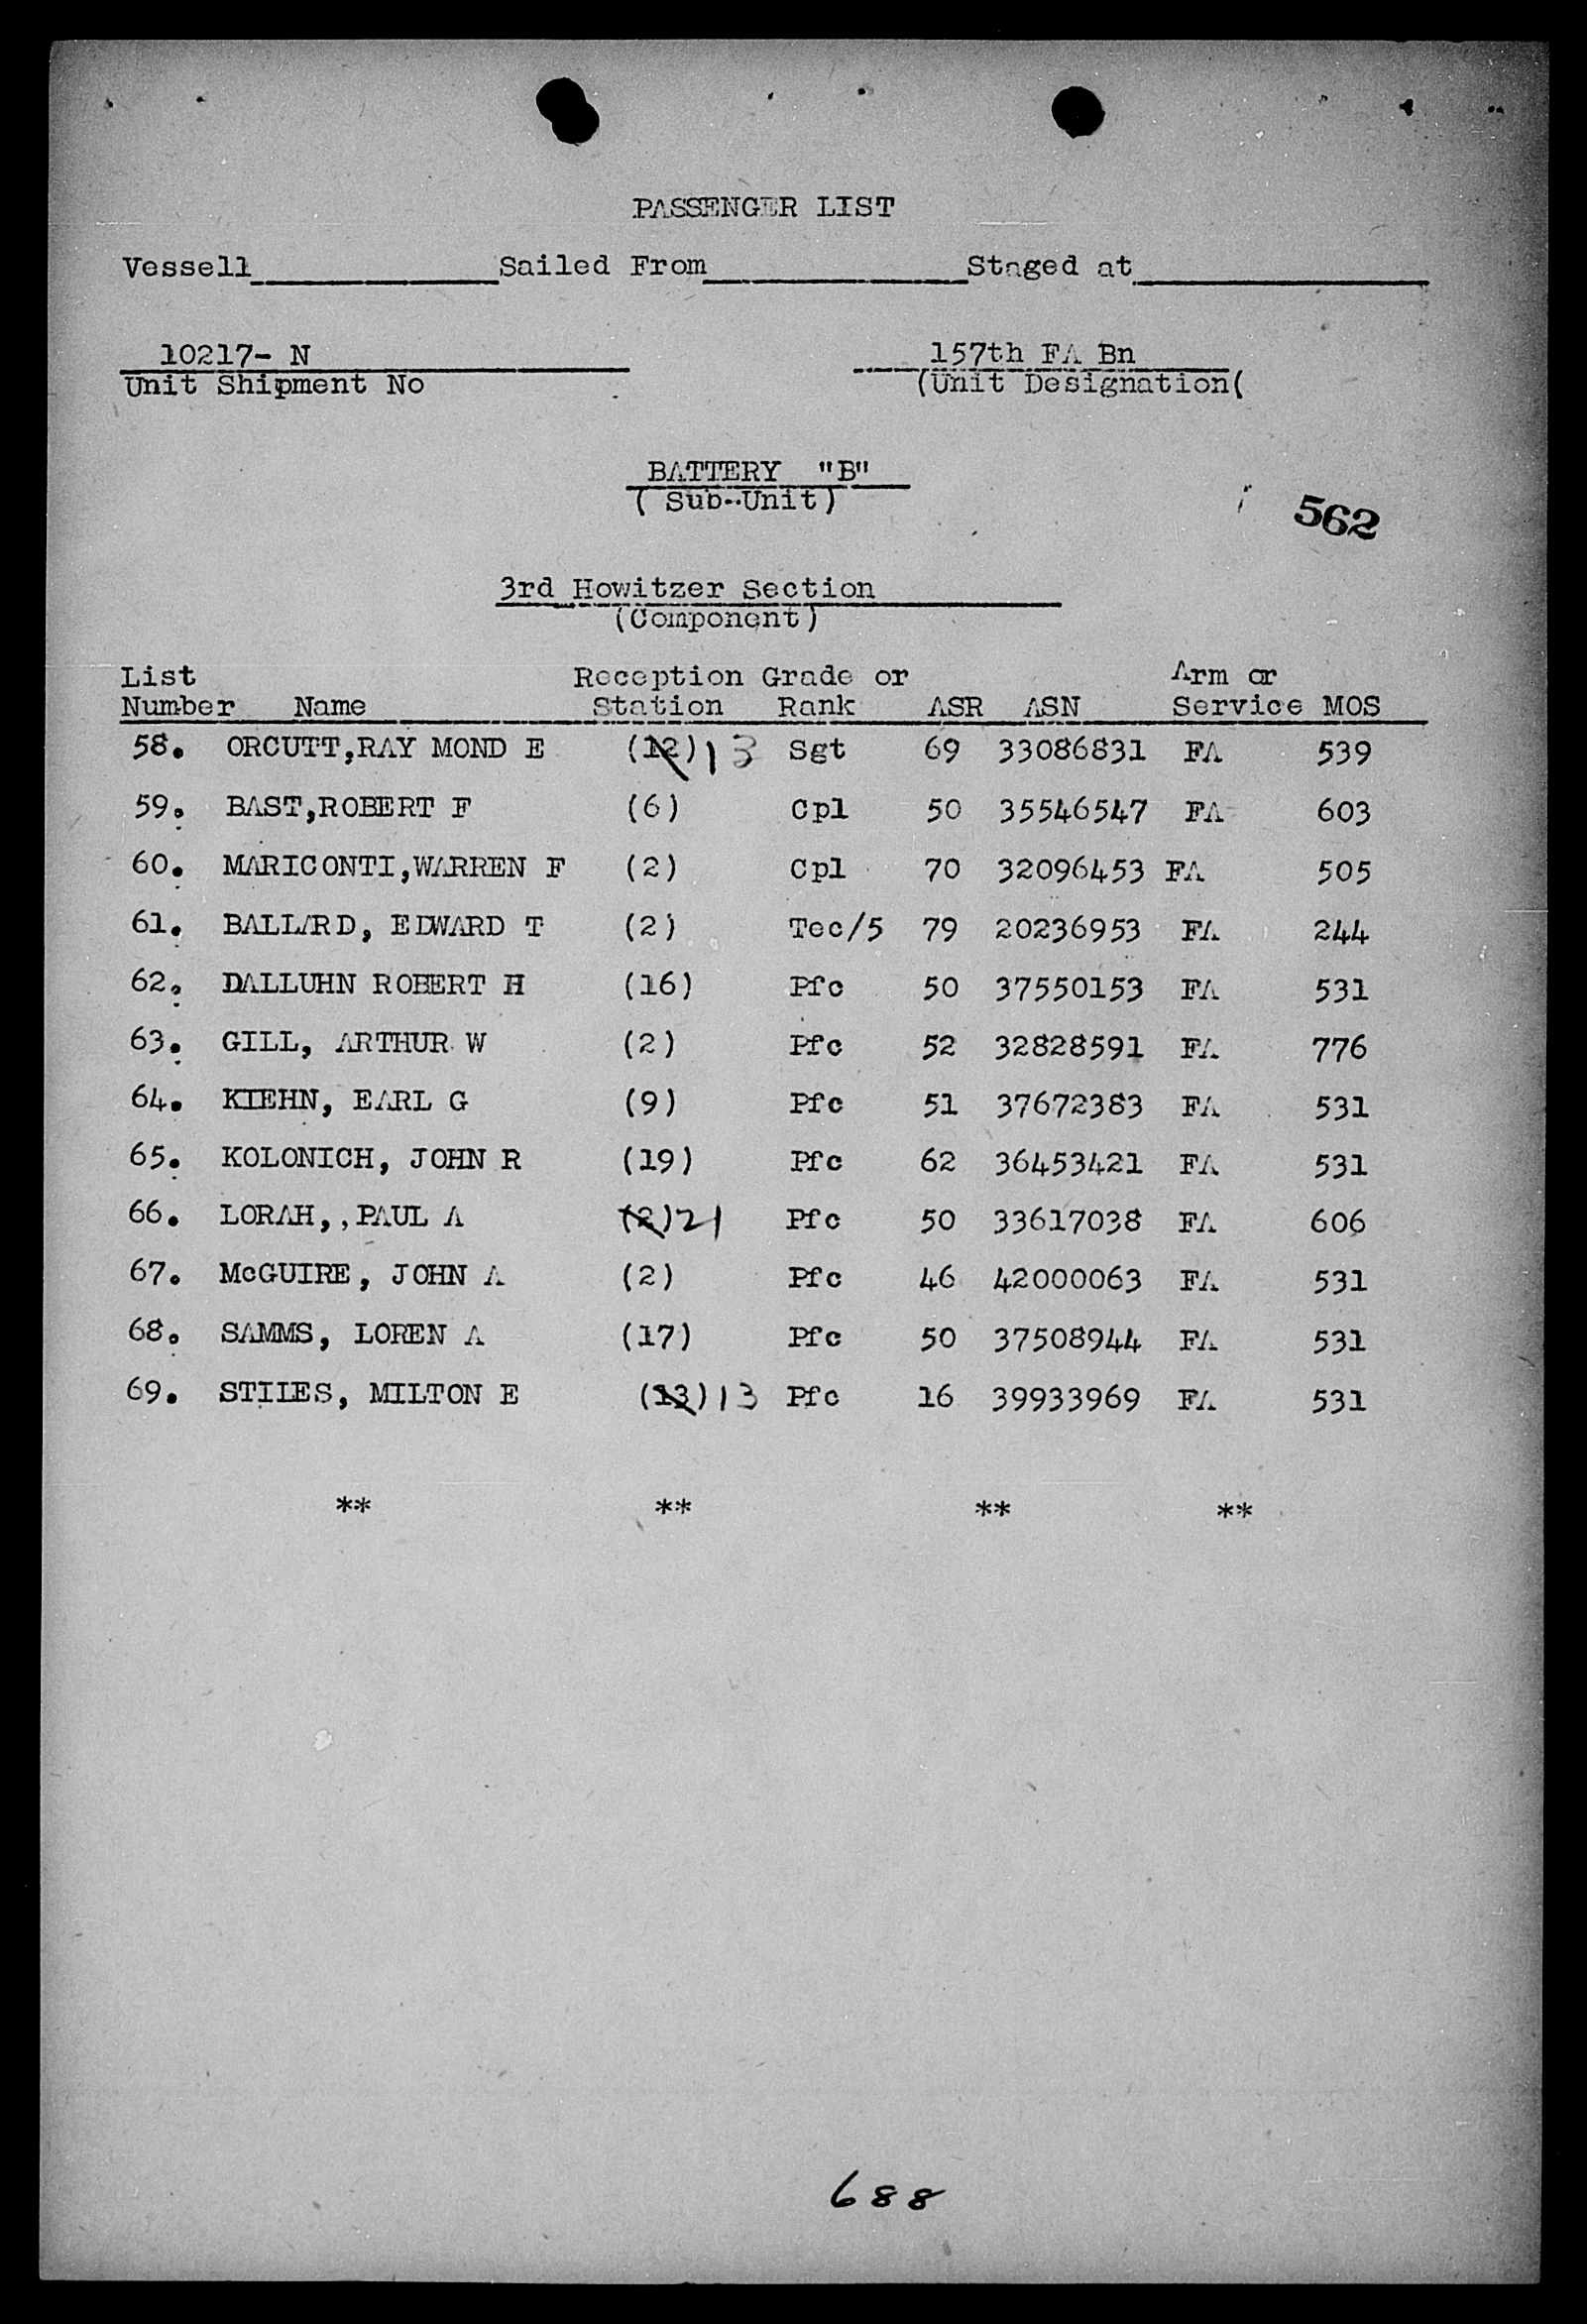 PASSENGER LIST
Vessell____________Sailed From____________Staged at____________
10217- N 157th FA Bn
Unit Shipment No (Unit Designation(
BATTERY "B"
( Sub-Unit)
562
3rd Howitzer Section
(Component)
List Reception Grade or Arm or
Number Name Station Rank ASR ASN Service MOS
58. ORCUTT,RAY MOND E (12)13 Sgt 69 33086831 FA 539
59. BAST,ROBERT F (6) Cpl 50 35546547 FA 603
60. MARICONTI,WARREN F (2) Cpl 70 32096453 FA 505
61. BALLARD, EDWARD T (2) Tec/5 79 20236953 FA 244
62. DALLUHN ROBERT H (16) Pfc 50 37550153 FA 531
63. GILL, ARTHUR W (2) Pfc 52 32828591 FA 776
64. KIEHN, EARL G (9) Pfc 51 37672383 FA 531
65. KOLONICH, JOHN R (19) Pfc 62 36453421 FA 531
66. LORAH,,PAUL A (2)21 Pfc 50 33617038 FA 606
67. McGUIRE, JOHN A (2) Pfc 46 42000063 FA 531
68. SAMMS, LOREN A (17) Pfc 50 37508944 FA 531
69. STILES, MILTON E (13)13 Pfc 16 39933969 FA 531
** ** ** **
688